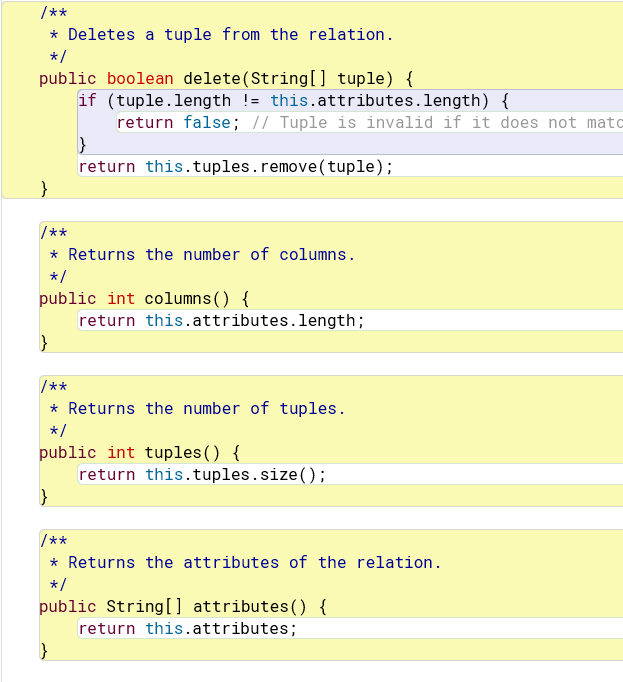 /**
 * Deletes a tuple from the relation.
 */
public boolean delete(String[] tuple) {
if (tuple.length != this.attributes.length) {
return false; // Tuple is invalid if it does not
}
return this.tuples.remove(tuple);
}
/**
 * Returns the number of columns.
 */
public int columns() {
return this.attributes.length;
}
/**
 * Returns the number of tuples.
 */
public int tuples() {
return this.tuples.size();
}
/**
 * Returns the attributes of the relation.
 */
public String[] attributes() {
return this.attributes;
}